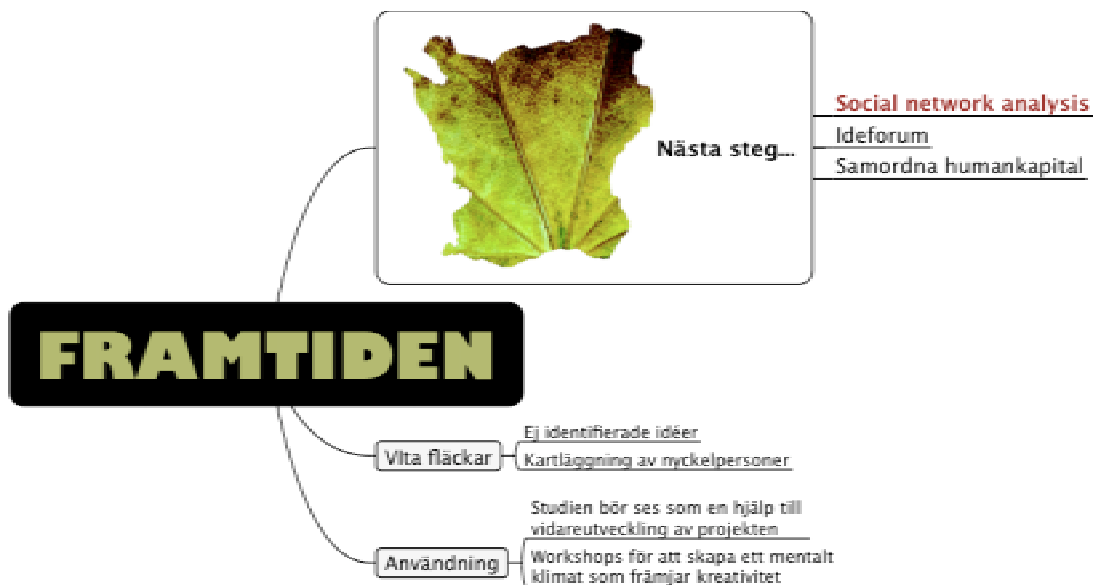 Nästa steg...
Social network analysis
Ideforum
Samordna humankapital
FRAMTIDEN
VIta fläckar
Ej identifierade idéer
Kartläggning av nyckelpersoner
Användning
Studien bör ses som en hjälp till
vidareutveckling av projekten
Workshops för att skapa ett mentalt
klimat som främjar kreativitet